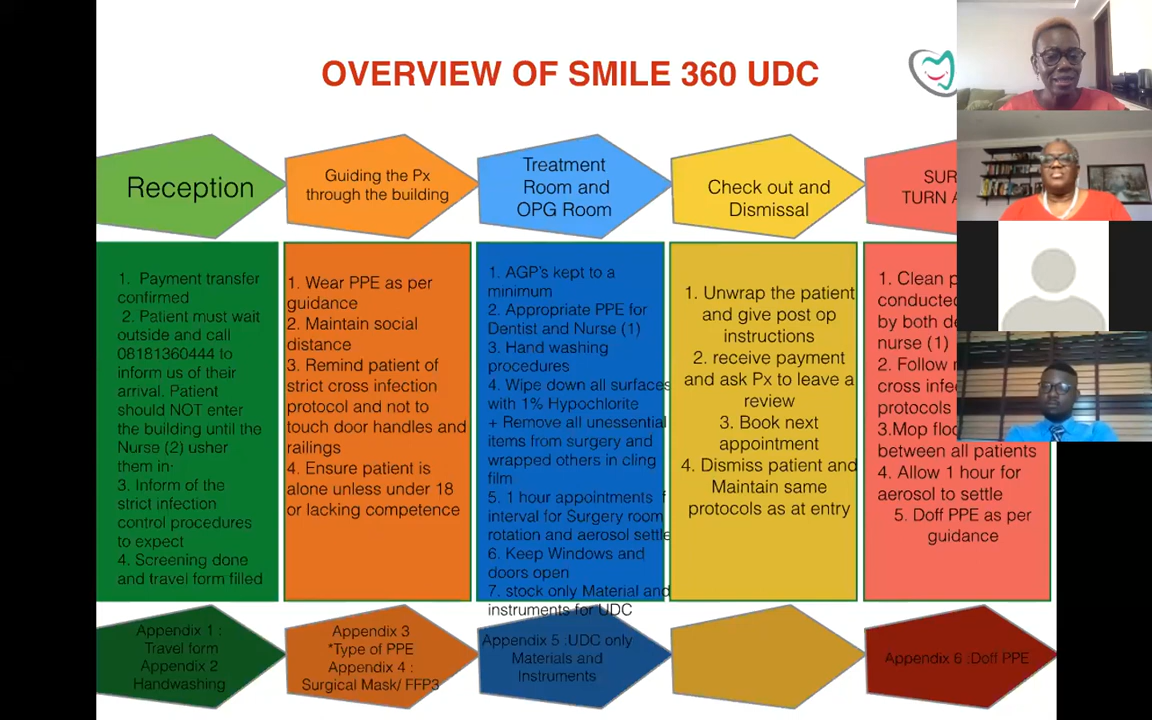 OVERVIEW OF SMILE 360 UDC
Reception
Guiding the Px
through the building
Treatment
Room and
OPG Room
Check out and
Dismissal
SUR
TURN A
1. Payment transfer
confirmed
2. Patient must wait
outside and call
08181360444 to
inform us of their
arrival. Patient
should NOT enter
the building until the
Nurse (2) usher
them in·
3. Inform of the
strict infection
control procedures
to expect
4. Screening done
and travel form filled
1. Wear PPE as per
guidance
2. Maintain social
distance
3. Remind patient of
strict cross infection
protocol and not to
touch door handles and
railings
4. Ensure patient is
alone unless under 18
or lacking competence
1. AGP's kept to a
minimum
2. Appropriate PPE for
Dentist and Nurse (1)
3. Hand washing
procedures
4. Wipe down all surfaces
with 1% Hypochlorite
+ Remove all unessential
items from surgery and
wrapped others in cling
film
5. 1 hour appointments f
interval for Surgery room
rotation and aerosol settle
6. Keep Windows and
doors open
7. stock only Material and
instruments for UDC
1. Unwrap the patient
and give post op
instructions
2. receive payment
and ask Px to leave a
review
3. Book next
appointment
4. Dismiss patient and
Maintain same
protocols as at entry
1. Clean p
conducted
by both de
nurse (1)
2. Follow
cross infe
protocols
3.Mop floo
between all patients
4. Allow 1 hour for
aerosol to settle
5. Doff PPE as per
guidance
Appendix 1 :
Travel form
Appendix 2
Handwashing
Appendix 3
*Type of PPE
Appendix 4 :
Surgical Mask/ FFP3
Appendix 5 :UDC only
Materials and
Instruments
Appendix 6 :Doff PPE